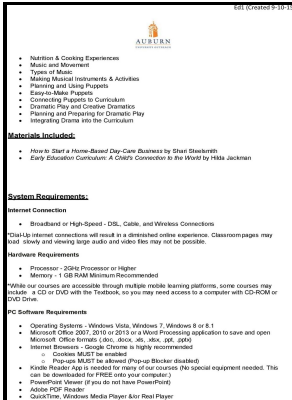 Ed1 (Created 9-10-15
AUBURN
• Nutrition & Cooking Experiences
• Music and Movement
• Types of Music
• Making Musical Instruments & Activities
• Planning and Using Puppets
• Easy-to-Make Puppets
• Connecting Puppets to Curriculum
• Dramatic Play and Creative Dramatics
• Planning and Preparing for Dramatic Play
• Integrating Drama into the Curriculum
Materials Included:
• How to Start a Home-Based Day-Care Business by Shari Steelsmith
• Early Education Curriculum: A Child's Connection to the World by Hilda Jackman
System Requirements:
Internet Connection
• Broadband or High-Speed - DSL, Cable, and Wireless Connections
*Dial-Up internet connections will result in a diminished online experience. Classroom pages may
load slowly and viewing large audio and video files may not be possible.
Hardware Requirements
• Processor - 2GHz Processor or Higher
• Memory - 1 GB RAM Minimum Recommended
*While our courses are accessible through multiple mobile learning platforms, some courses may
include a CD or DVD with the Textbook, so you may need access to a computer with CD-ROM or
DVD Drive.
PC Software Requirements
• Operating Systems - Windows Vista, Windows 7, Windows 8 or 8.1
• Microsoft Office 2007, 2010 or 2013 or a Word Processing application to save and open
Microsoft Office formats (.doc, .docx, .xls, .xlsx, .ppt, .pptx)
• Internet Browsers - Google Chrome is highly recommended
o Cookies MUST be enabled
o Pop-ups MUST be allowed (Pop-up Blocker disabled)
• Kindle Reader App is needed for many of our courses (No special equipment needed. This
can be downloaded for FREE onto your computer.)
• PowerPoint Viewer (if you do not have PowerPoint)
• Adobe PDF Reader
• QuickTime, Windows Media Player &/or Real Player